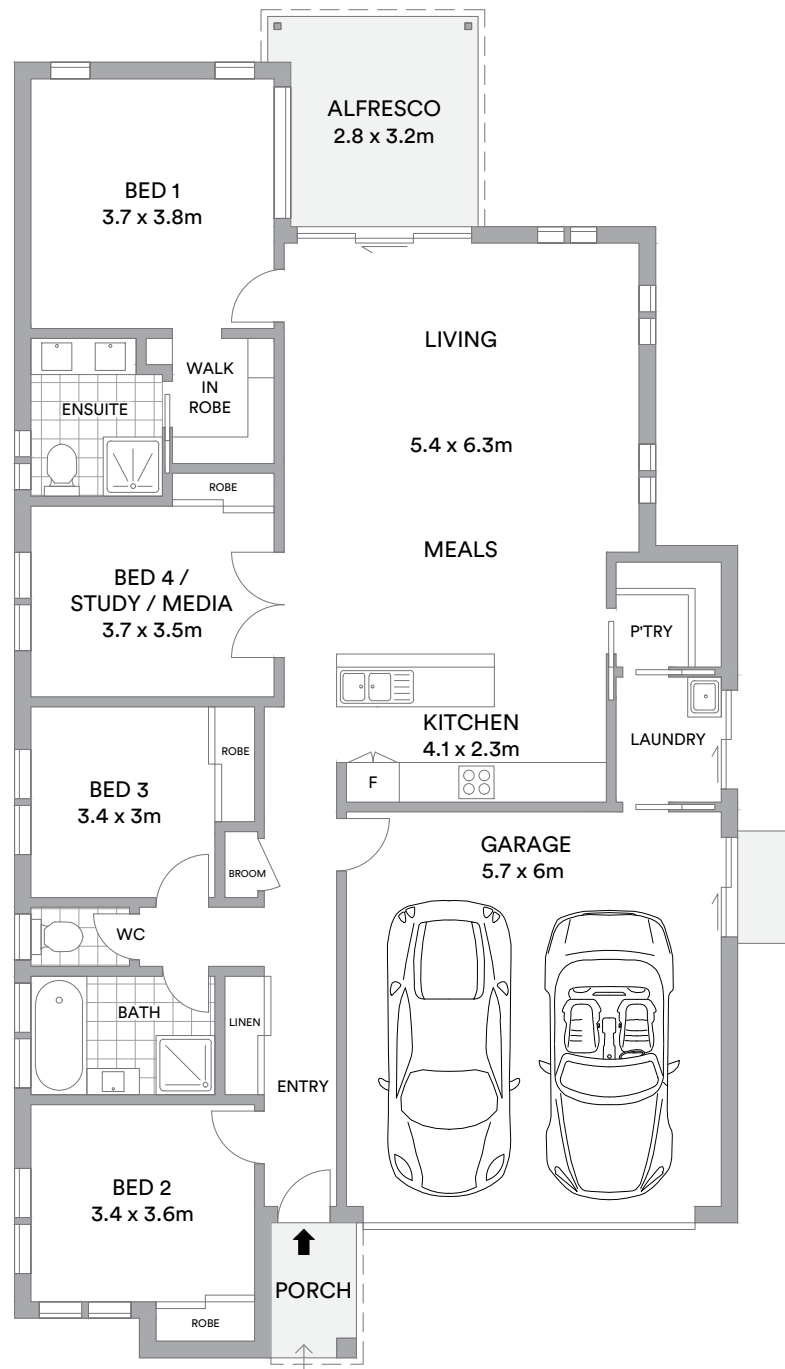 ALFRESCO
2.8 x 3.2m
BED 1
3.7 x 3.8m
LIVING
WALK
IN
ROBE
ENSUITE
5.4 x 6.3m
ROBE
MEALS
BED 4 /
STUDY / MEDIA
3.7 x 3.5m
P'TRY
KITCHEN
4.1 x 2.3m
LAUNDRY
ROBE
F
BED 3
3.4 x 3m
GARAGE
5.7 x 6m
BROOM
WC
BATH
LINEN
ENTRY
BED 2
3.4 x 3.6m
PORCH
ROBE